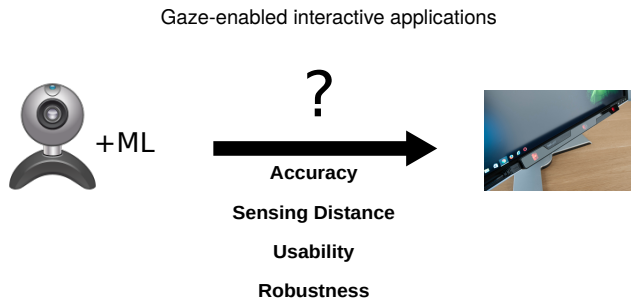 Gaze-enabled interactive applications
?
+ML
Accuracy
Sensing Distance
Usability
Robustness